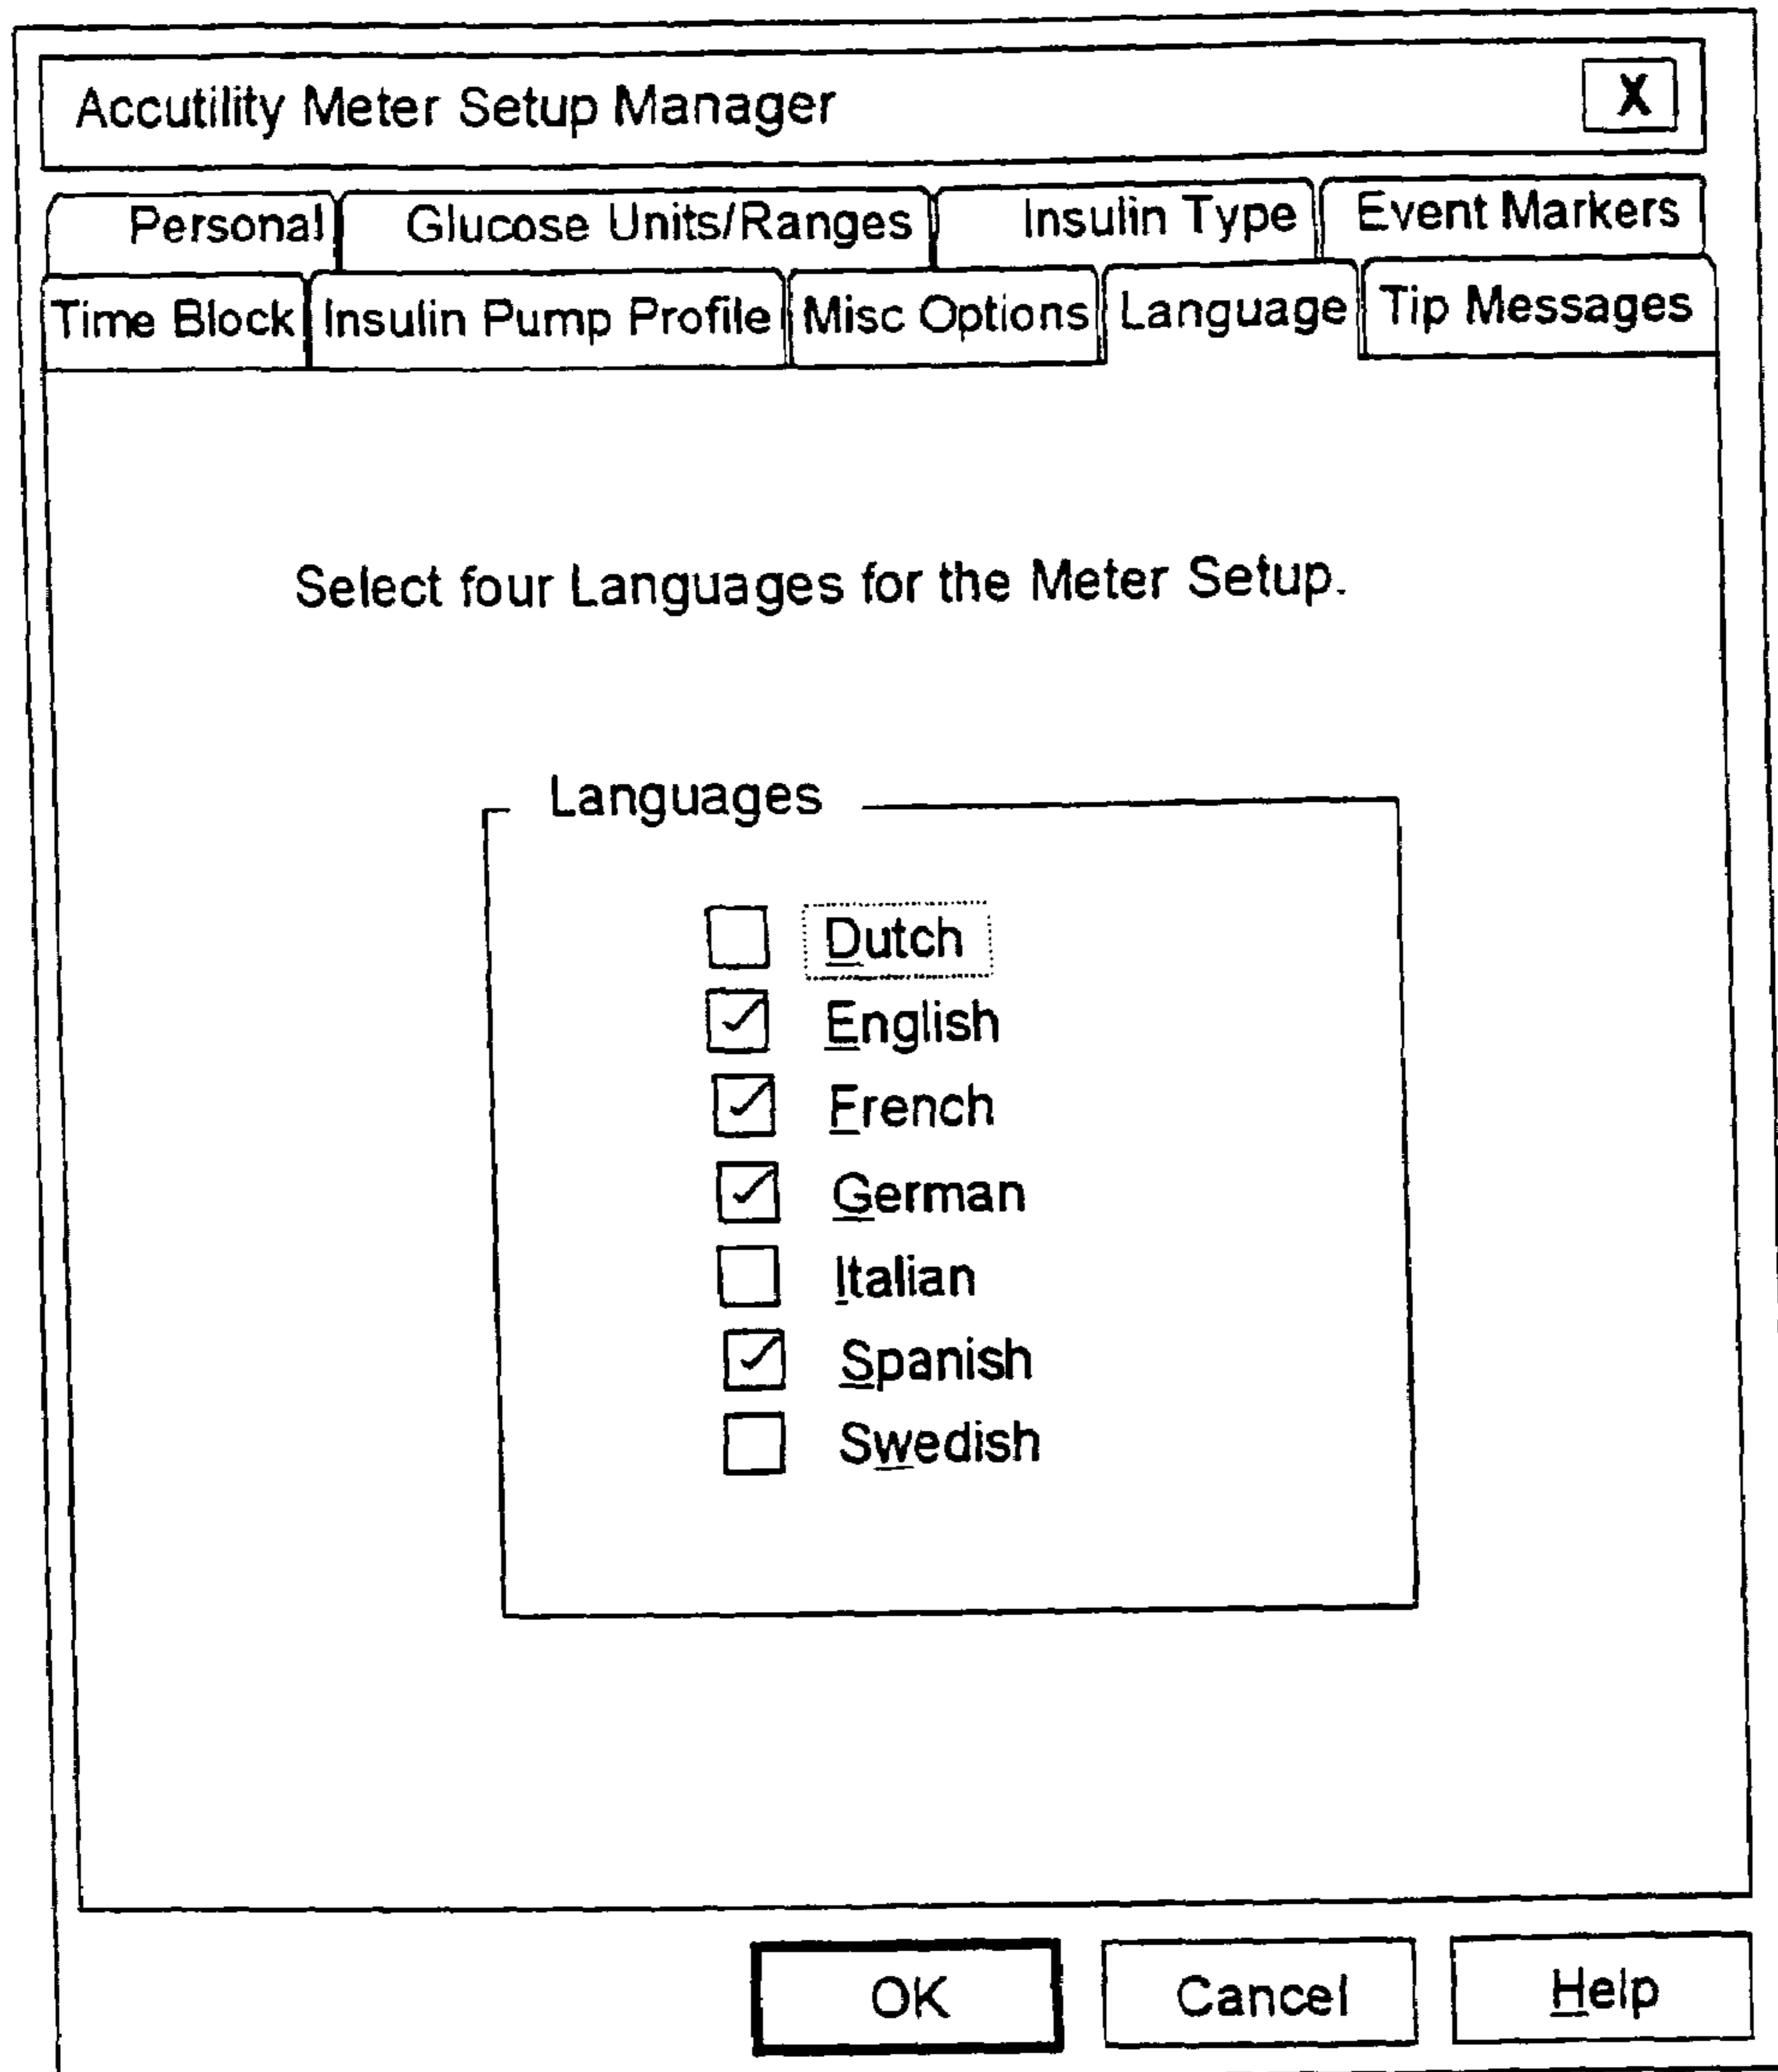 Accutility Meter Setup Manager X
Personal Glucose Units/Ranges Insulin Type Event Markers
Time Block Insulin Pump Profile Misc Options Language Tip Messages
Select four Languages for the Meter Setup.
Languages
Dutch
English
French
German
Italian
Spanish
Swedish
OK Cancel Help